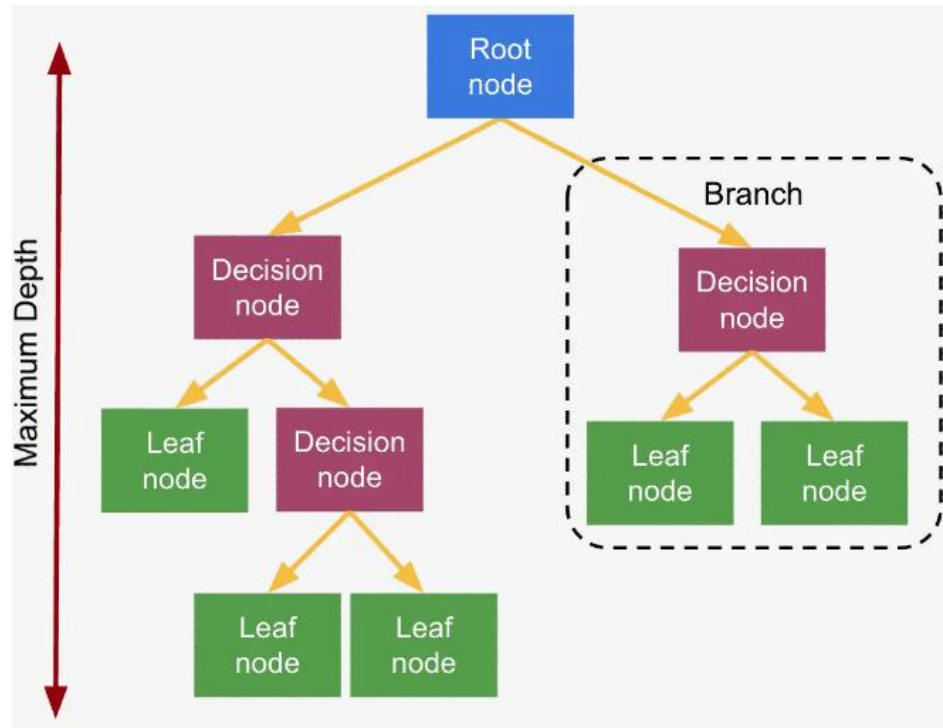 Root
node
Branch
Maximum Depth
Decision
node
Decision
node
Leaf
node
Decision
node
Leaf
node
Leaf
node
Leaf
node
Leaf
node